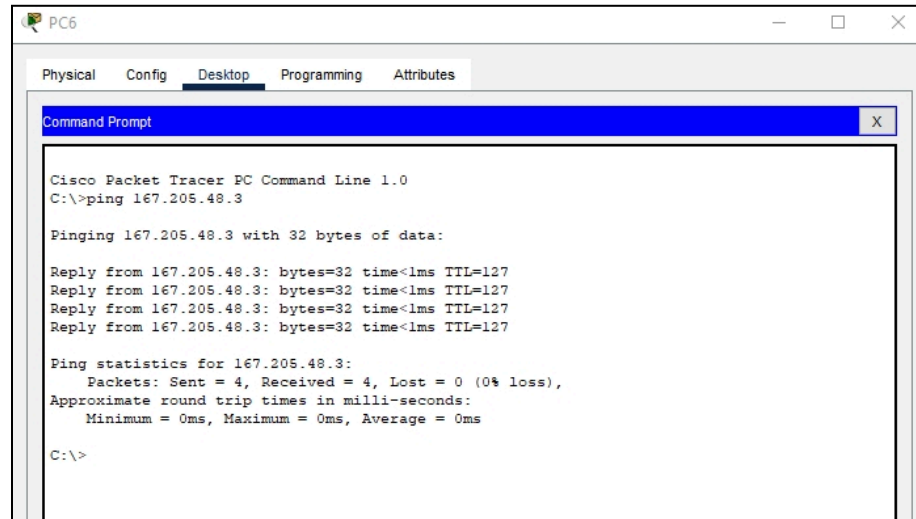 PC6
Physical Config Desktop Programming Attributes
Command Prompt X
Cisco Packet Tracer PC Command Line 1.0
C:\>ping 167.205.48.3
Pinging 167.205.48.3 with 32 bytes of data:
Reply from 167.205.48.3: bytes=32 time<1ms TTL=127
Reply from 167.205.48.3: bytes=32 time<1ms TTL=127
Reply from 167.205.48.3: bytes=32 time<1ms TTL=127
Reply from 167.205.48.3: bytes=32 time<1ms TTL=127
Ping statistics for 167.205.48.3:
Packets: Sent = 4, Received = 4, Lost = 0 (0% loss),
Approximate round trip times in milli-seconds:
Minimum = 0ms, Maximum = 0ms, Average = 0ms
C:\>